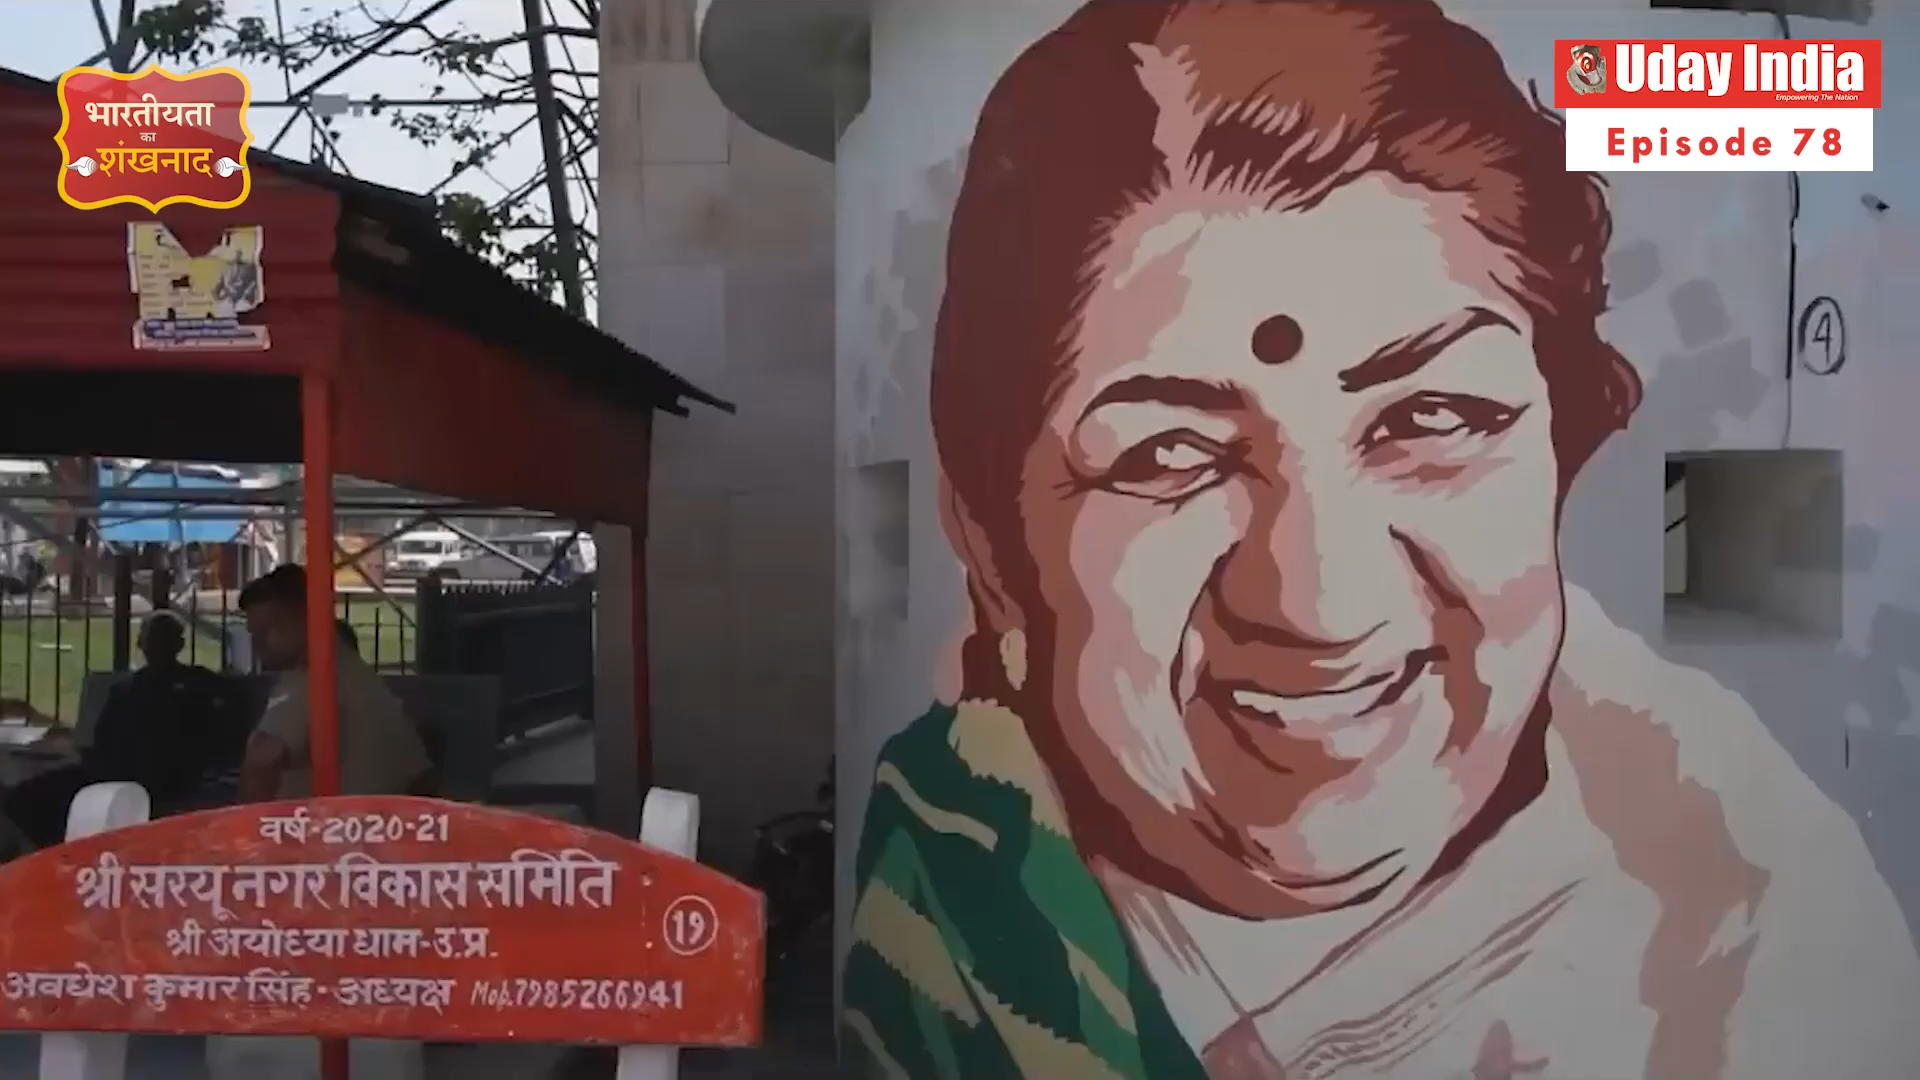 भारतीयता
का
शंखनाद
Uday India
Empowering The Nation
Episode 78
4
वर्ष-2020-21
श्री सरयू नगर विकास समिति
श्री अयोध्या धाम-उ.प्र.
19
अवधेश कुमार सिंह-अध्यक्ष Mob.7985266941